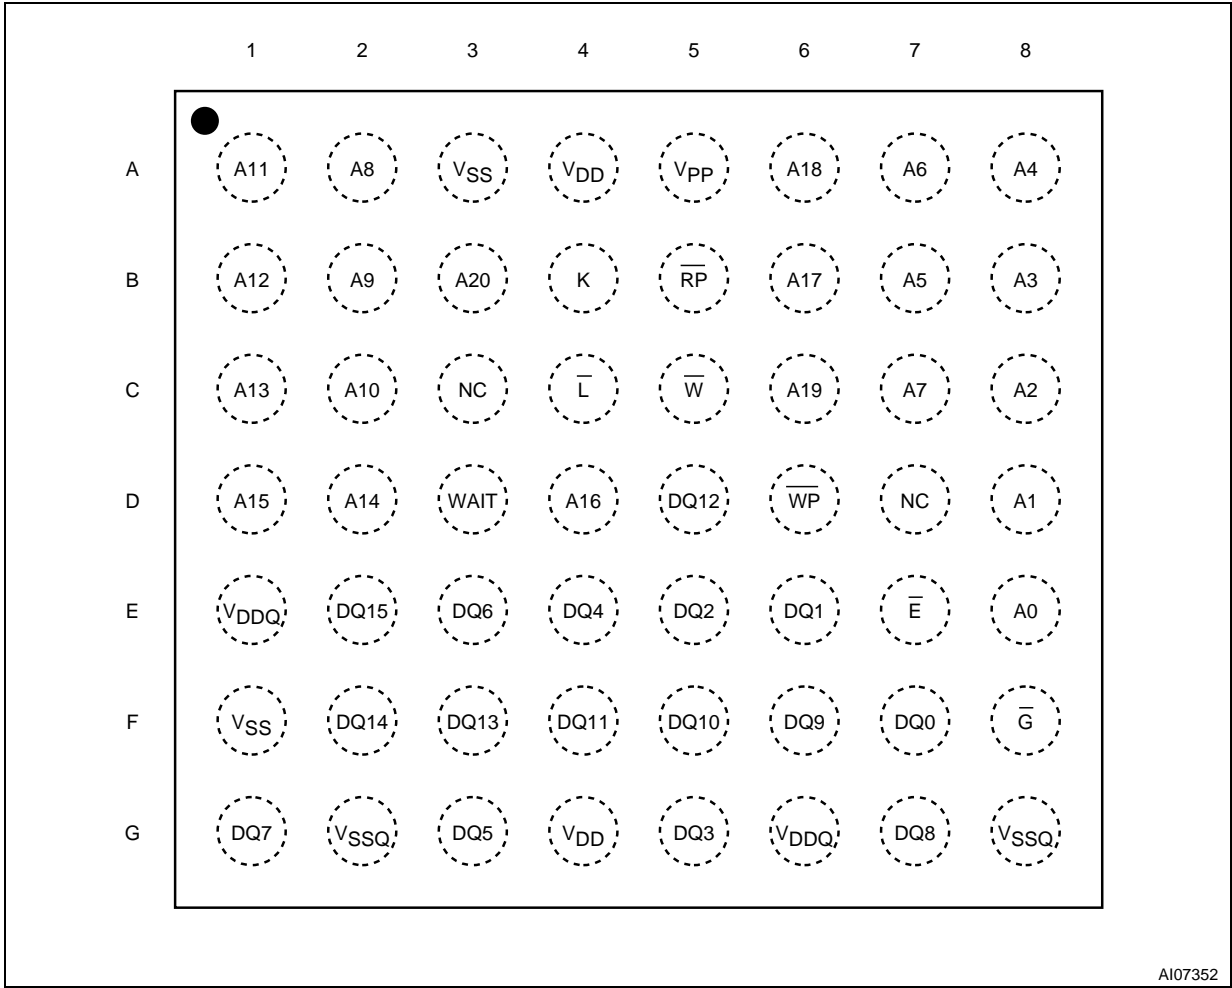 1 2 3 4 5 6 7 8
A A11 A8 VSS VDD VPP A18 A6 A4
B A12 A9 A20 K R̅P̅ A17 A5 A3
C A13 A10 NC L̅ W̅ A19 A7 A2
D A15 A14 WAIT A16 DQ12 W̅P̅ NC A1
E VDDQ DQ15 DQ6 DQ4 DQ2 DQ1 E̅ A0
F VSS DQ14 DQ13 DQ11 DQ10 DQ9 DQ0 G̅
G DQ7 VSSQ DQ5 VDD DQ3 VDDQ DQ8 VSSQ
AI07352